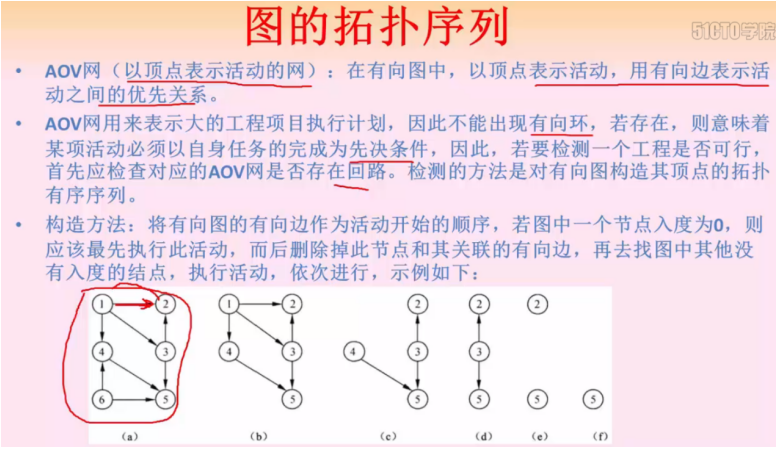 51CTO学院
图的拓扑序列
• AOV网（以顶点表示活动的网）：在有向图中，以顶点表示活动，用有向边表示活
动之间的优先关系。
• AOV网用来表示大的工程项目执行计划，因此不能出现有向环，若存在，则意味着
某项活动必须以自身任务的完成为先决条件，因此，若要检测一个工程是否可行，
首先应检查对应的AOV网是否存在回路。检测的方法是对有向图构造其顶点的拓扑
有序序列。
• 构造方法：将有向图的有向边作为活动开始的顺序，若图中一个节点入度为0，则
应该最先执行此活动，而后删除掉此节点和其关联的有向边，再去找图中其他没
有入度的结点，执行活动，依次进行，示例如下：
1 2 1 2 2 2 2
4 3 4 3 4 3 3
6 5 5 5 5 5 5
(a) (b) (c) (d) (e) (f)